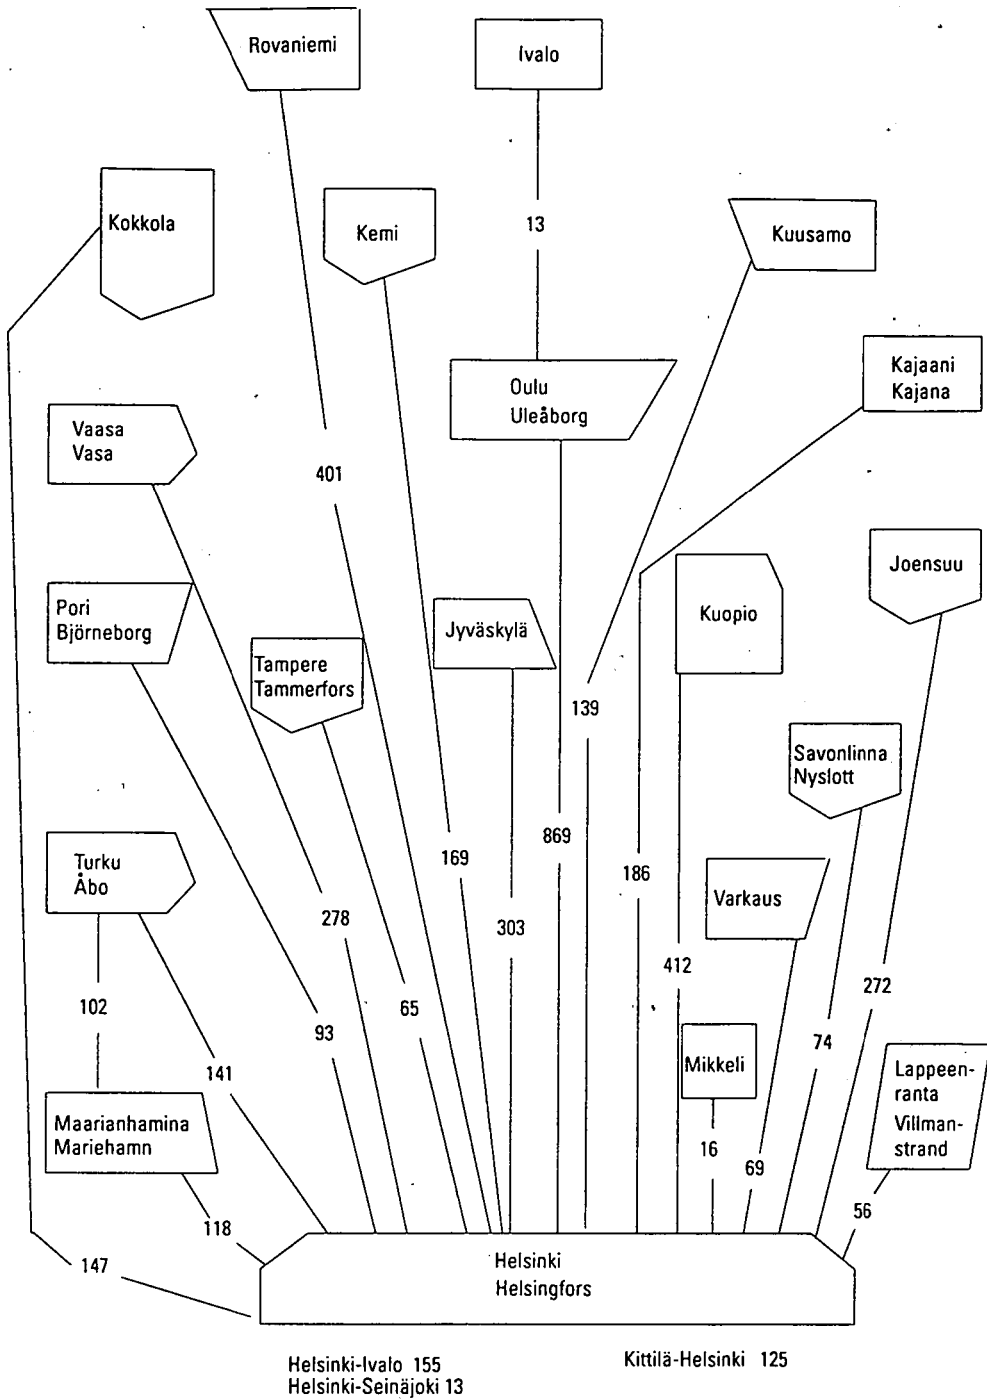 Rovaniemi
Ivalo
Kokkola
Kemi
13
Kuusamo
Kajaani
Kajana
Oulu
Uleåborg
Vaasa
Vasa
401
Joensuu
Pori
Björneborg
Jyväskylä
Kuopio
Tampere
Tammerfors
139
Savonlinna
Nyslott
Turku
Åbo
169
869
186
Varkaus
278
303
412
272
102
93
65
74
141
Mikkeli
Lappeen-
ranta
Villman-
strand
Maarianhamina
Mariehamn
16
69
118
56
147
Helsinki
Helsingfors
Helsinki-Ivalo 155
Helsinki-Seinäjoki 13
Kittilä-Helsinki 125